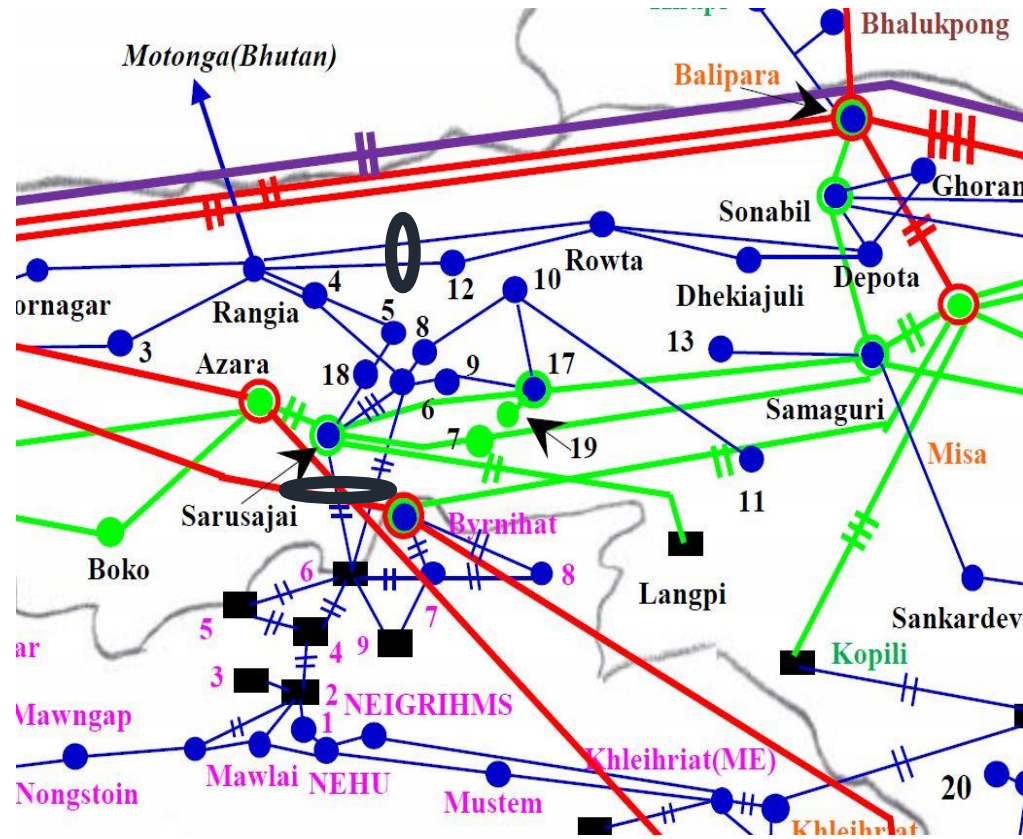 Bhalukpong
Motonga(Bhutan)
Balipara
Ghoran
Sonabil
Rowta
Depota
Dhekiajuli
12
10
4
Rangia
ornagar
5
8
13
3
Azara
17
18
9
6
Samaguri
7
19
Misa
Sarusajai
11
Byrnihat
Boko
6
8
Langpi
7
5
4
9
Sankardev
ar
Kopili
3
2
Mawngap
1
NEIGRIHMS
Khleihriat(ME)
Mawlai
NEHU
Nongstoin
Mustem
20
Khleihriat